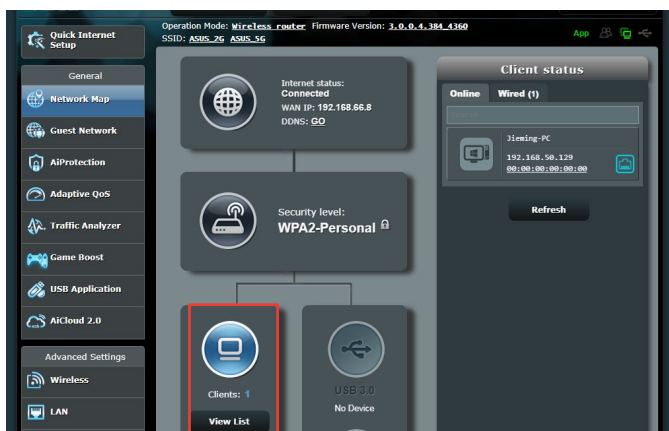 Quick Internet
Setup
General
Network Map
Guest Network
AiProtection
Adaptive QoS
Traffic Analyzer
Game Boost
USB Application
AiCloud 2.0
Advanced Settings
Wireless
LAN
Operation Mode: Wireless router Firmware Version: 3.0.0.4.384_4360
SSID: ASUS_2G ASUS_5G
App
Internet status:
Connected
WAN IP: 192.168.66.8
DDNS: GO
Security level:
WPA2-Personal
Clients: 1
View List
USB 3.0
No Device
Client status
Online Wired (1)
Jieming-PC
192.168.50.129
00:00:00:00:00:00
Refresh